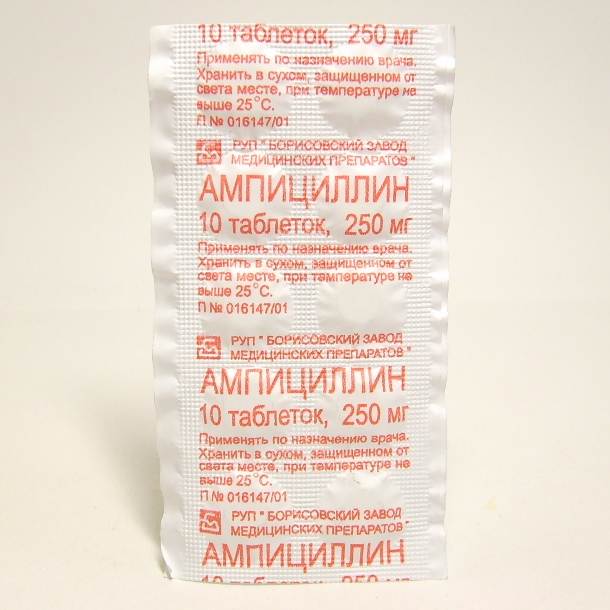 10 таблеток, 250 мг
Применять по назначению врача.
Хранить в сухом, защищенном от
света месте, при температуре не
выше 25°С.
П № 016147/01
РУП "БОРИСОВСКИЙ ЗАВОД
МЕДИЦИНСКИХ ПРЕПАРАТОВ"
АМПИЦИЛЛИН
10 таблеток, 250 мг
Применять по назначению врача.
Хранить в сухом, защищенном от
света месте, при температуре не
выше 25°С.
П № 016147/01
РУП "БОРИСОВСКИЙ ЗАВОД
МЕДИЦИНСКИХ ПРЕПАРАТОВ"
АМПИЦИЛЛИН
10 таблеток, 250 мг
Применять по назначению врача.
Хранить в сухом, защищенном от
света месте, при температуре не
выше 25°С.
П № 016147/01
РУП "БОРИСОВСКИЙ ЗАВОД
МЕДИЦИНСКИХ ПРЕПАРАТОВ"
АМПИЦИЛЛИН
10 таблеток, 250 мг